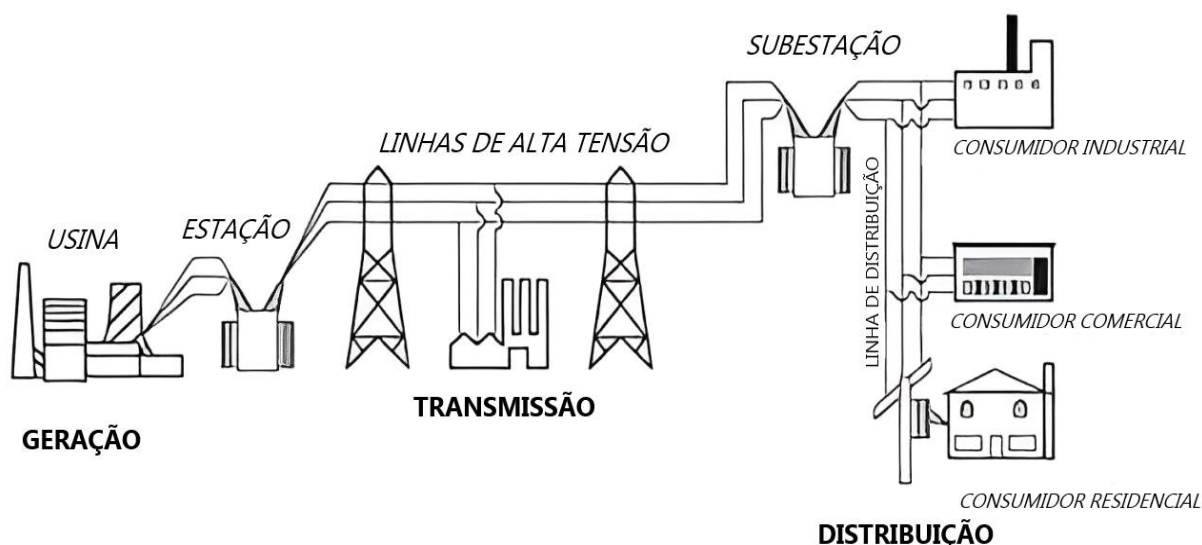 SUBESTAÇÃO
CONSUMIDOR INDUSTRIAL
LINHAS DE ALTA TENSÃO
USINA
ESTAÇÃO
LINHA DE DISTRIBUIÇÃO
CONSUMIDOR COMERCIAL
TRANSMISSÃO
GERAÇÃO
CONSUMIDOR RESIDENCIAL
DISTRIBUIÇÃO